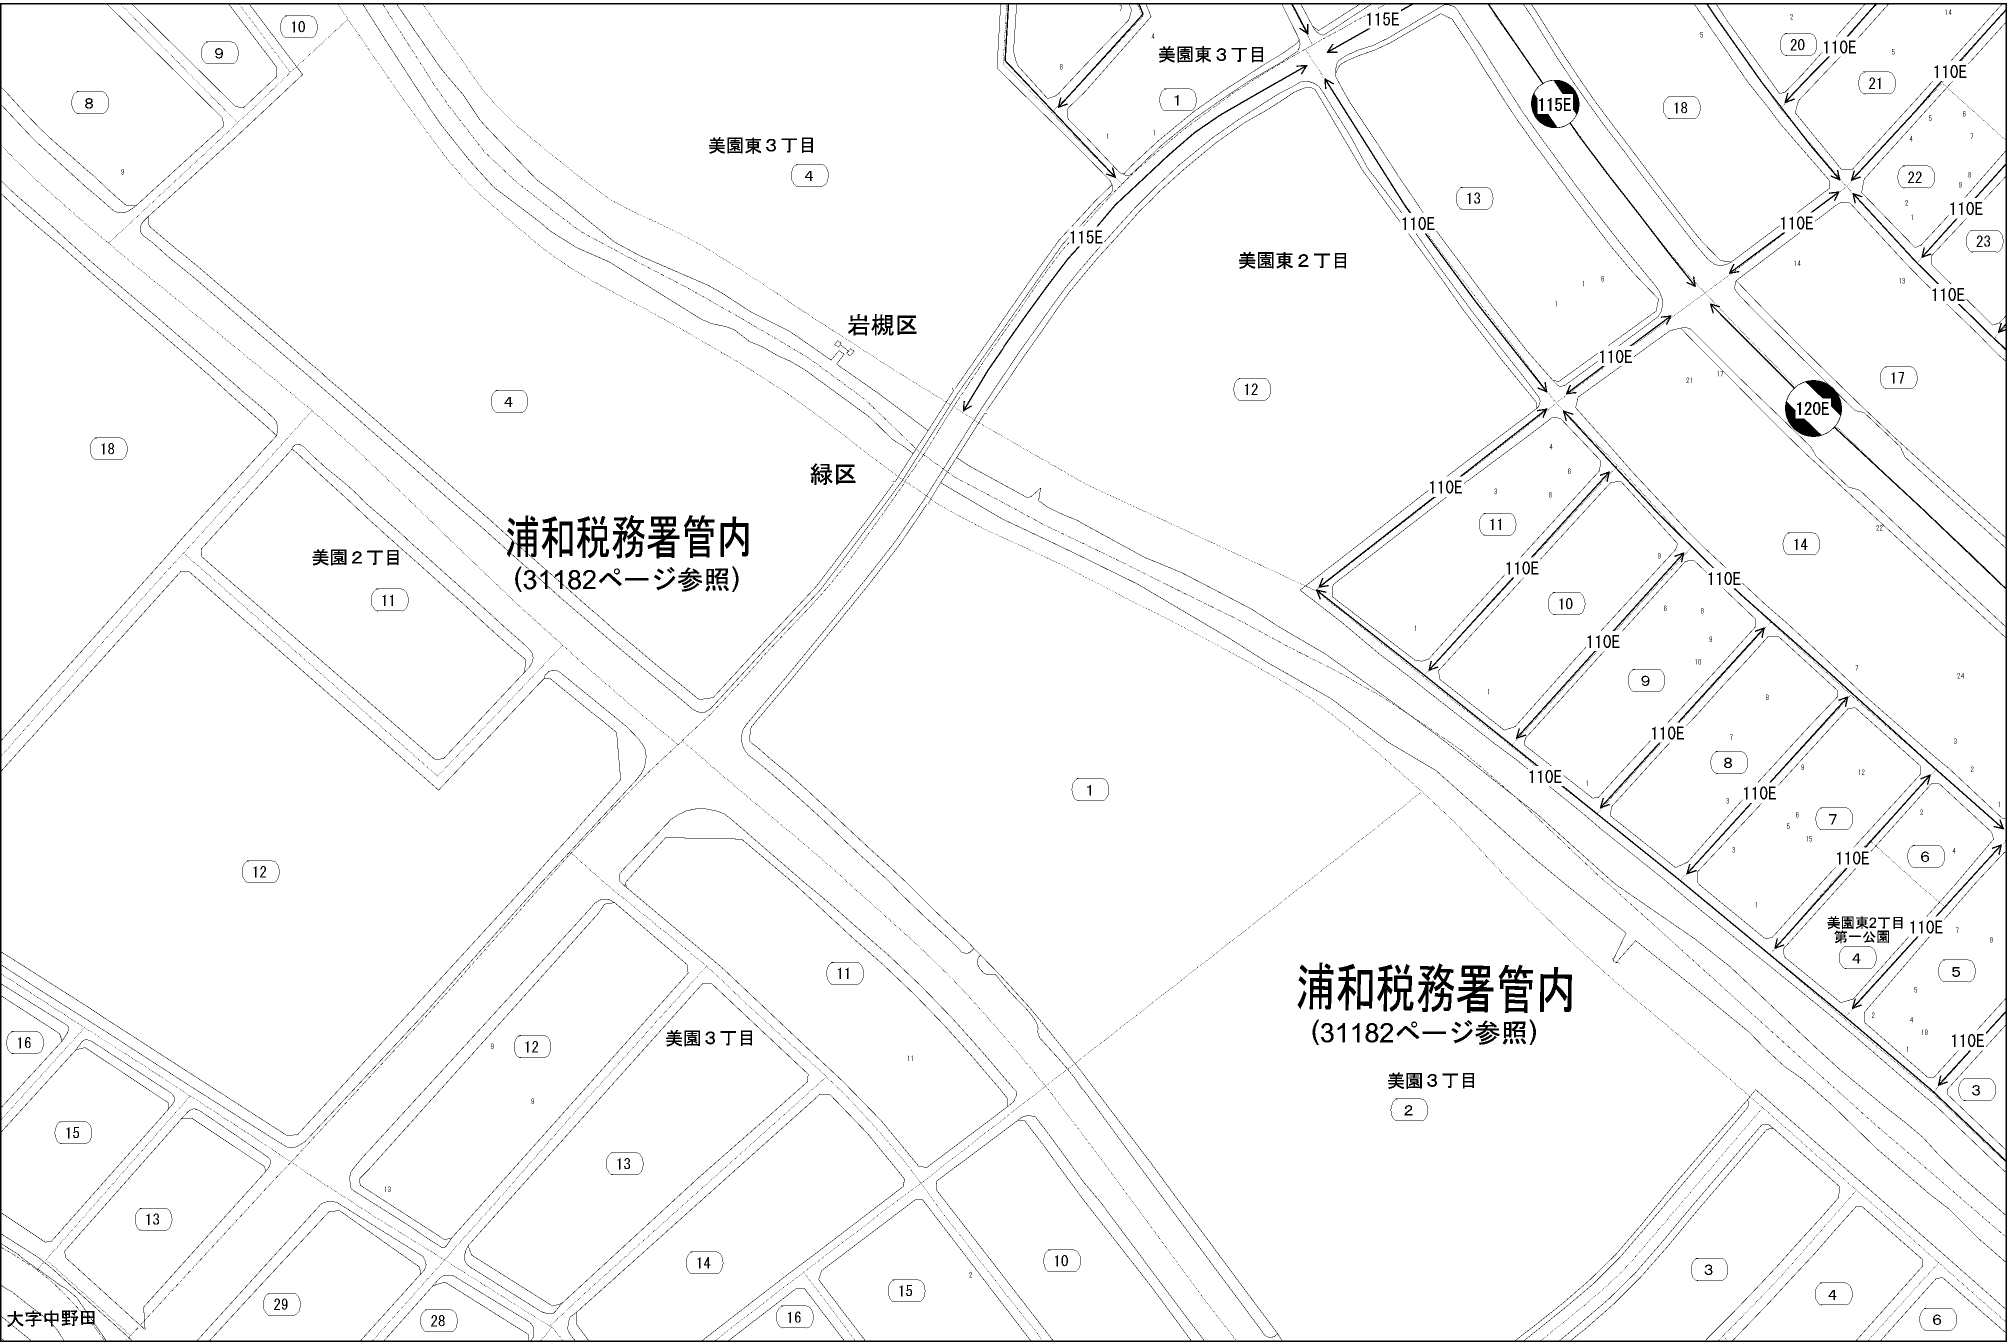 10
9
8
115E
美園東３丁目
1
美園東３丁目
4
115E
18
20
110E
21
110E
22
110E
23
13
110E
110E
115E
美園東２丁目
110E
岩槻区
110E
17
12
120E
4
18
緑区
110E
11
14
浦和税務署管内
(31182ページ参照)
美園２丁目
11
110E
110E
10
110E
9
110E
110E
8
110E
110E
1
7
110E
6
12
美園東2丁目
第一公園
4
110E
5
11
浦和税務署管内
(31182ページ参照)
110E
16
12
美園３丁目
美園３丁目
2
3
15
13
13
14
10
3
15
4
29
16
28
6
大字中野田